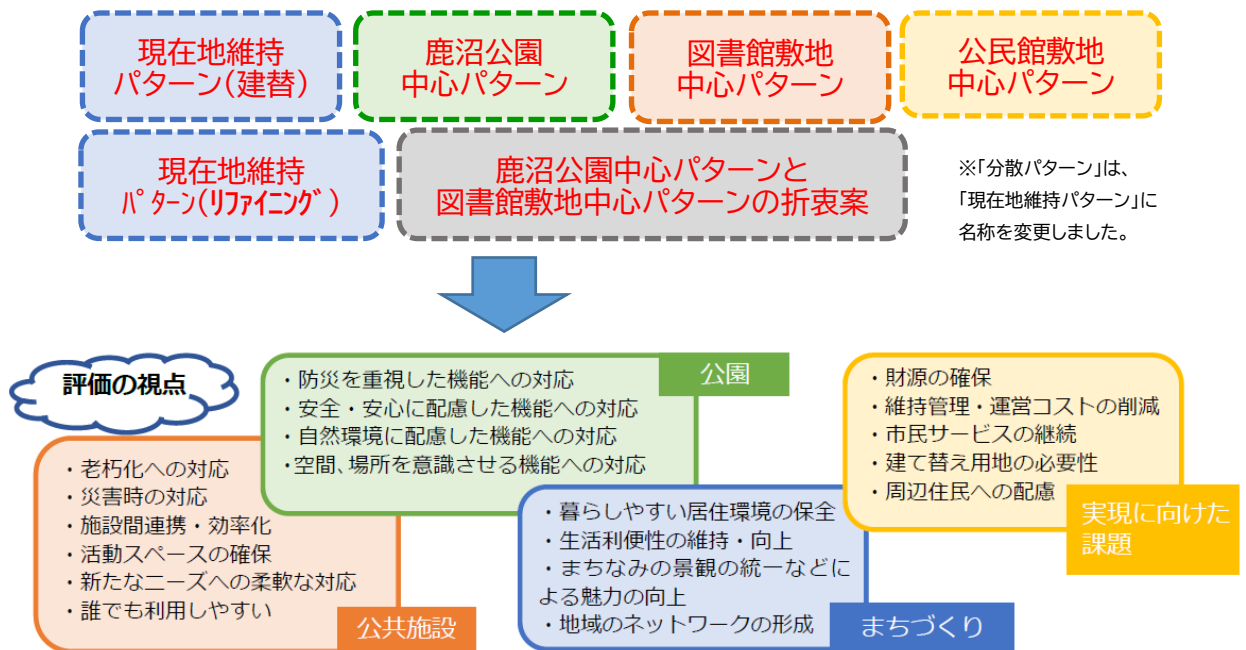 現在地維持
パターン(建替)
鹿沼公園
中心パターン
図書館敷地
中心パターン
公民館敷地
中心パターン
現在地維持
ﾊﾟﾀｰﾝ(ﾘﾌｧｲﾆﾝｸﾞ)
鹿沼公園中心パターンと
図書館敷地中心パターンの折衷案
※「分散パターン」は、
「現在地維持パターン」に
名称を変更しました。
評価の視点
・老朽化への対応
・災害時の対応
・施設間連携・効率化
・活動スペースの確保
・新たなニーズへの柔軟な対応
・誰でも利用しやすい
公共施設
・防災を重視した機能への対応
・安全・安心に配慮した機能への対応
・自然環境に配慮した機能への対応
・空間、場所を意識させる機能への対応
公園
・暮らしやすい居住環境の保全
・生活利便性の維持・向上
・まちなみの景観の統一などに
よる魅力の向上
・地域のネットワークの形成
まちづくり
・財源の確保
・維持管理・運営コストの削減
・市民サービスの継続
・建て替え用地の必要性
・周辺住民への配慮
実現に向けた
課題